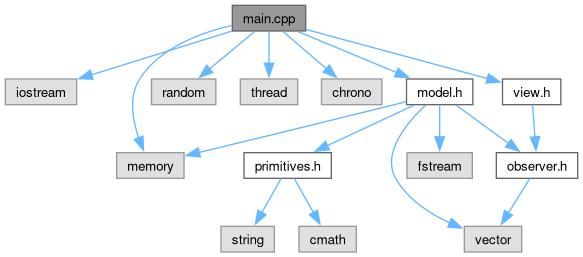 main.cpp
iostream
random
thread
chrono
model.h
view.h
memory
primitives.h
fstream
observer.h
string
cmath
vector